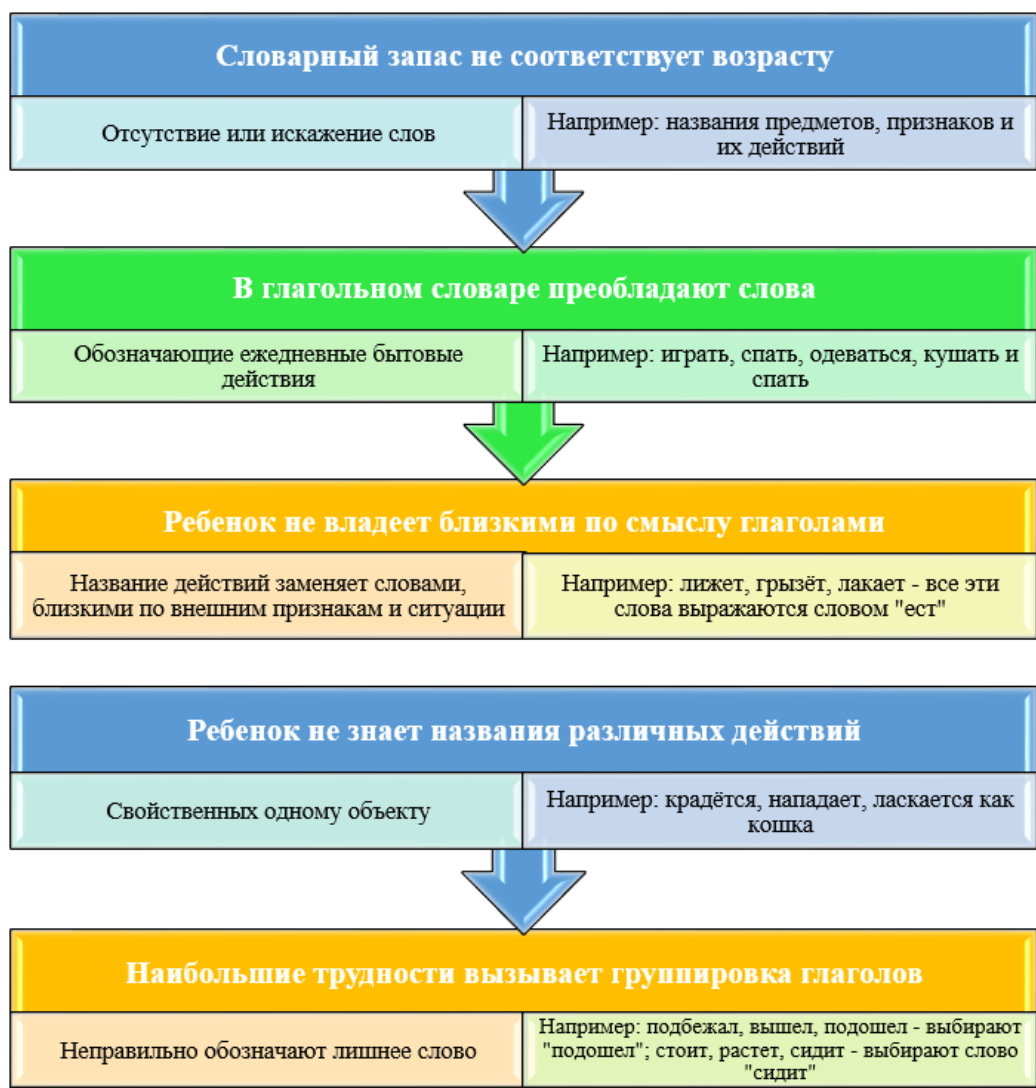 Словарный запас не соответствует возрасту
Отсутствие или искажение слов
Например: названия предметов, признаков и
их действий
В глагольном словаре преобладают слова
Обозначающие ежедневные бытовые
действия
Например: играть, спать, одеваться, кушать и
спать
Ребенок не владеет близкими по смыслу глаголами
Название действий заменяет словами,
близкими по внешним признакам и ситуации
Например: лижет, грызёт, лакает - все эти
слова выражаются словом "ест"
Ребенок не знает названия различных действий
Свойственных одному объекту
Например: крадётся, нападает, ласкается как
кошка
Наибольшие трудности вызывает группировка глаголов
Неправильно обозначают лишнее слово
Например: подбежал, вышел, подошел - выбирают
"подошел"; стоит, растет, сидит - выбирают слово
"сидит"